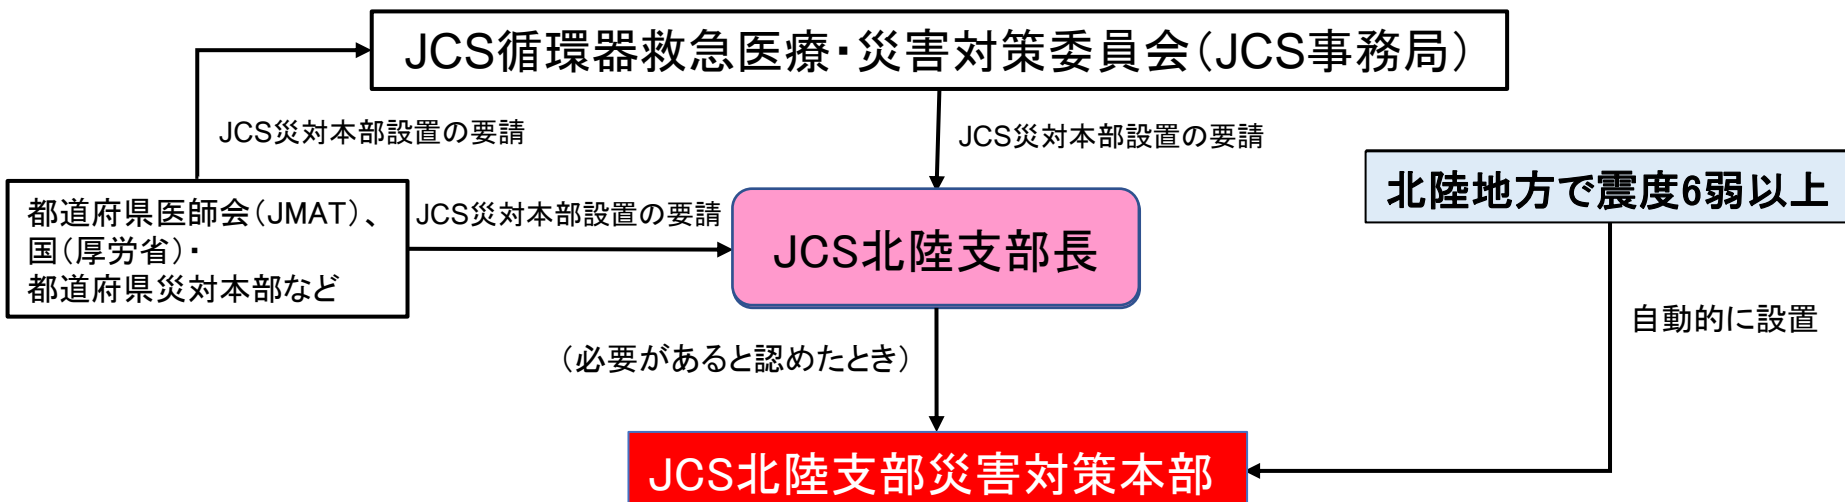 JCS循環器救急医療・災害対策委員会(JCS事務局)
JCS災対本部設置の要請
JCS災対本部設置の要請
北陸地方で震度6弱以上
都道府県医師会(JMAT)、
国(厚労省)・
都道府県災対本部など
JCS災対本部設置の要請
JCS北陸支部長
自動的に設置
(必要があると認めたとき)
JCS北陸支部災害対策本部